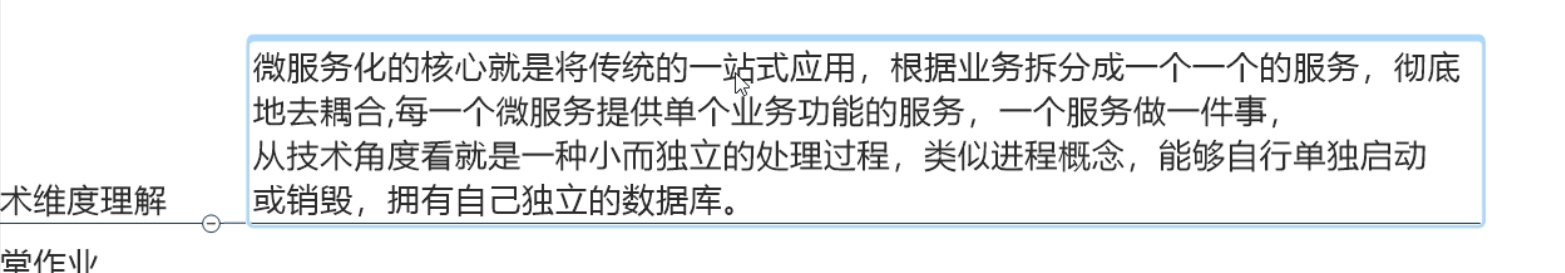 微服务化的核心就是将传统的一站式应用，根据业务拆分成一个一个的服务，彻底
地去耦合,每一个微服务提供单个业务功能的服务，一个服务做一件事，
从技术角度看就是一种小而独立的处理过程，类似进程概念，能够自行单独启动
或销毁，拥有自己独立的数据库。
术维度理解
堂作业